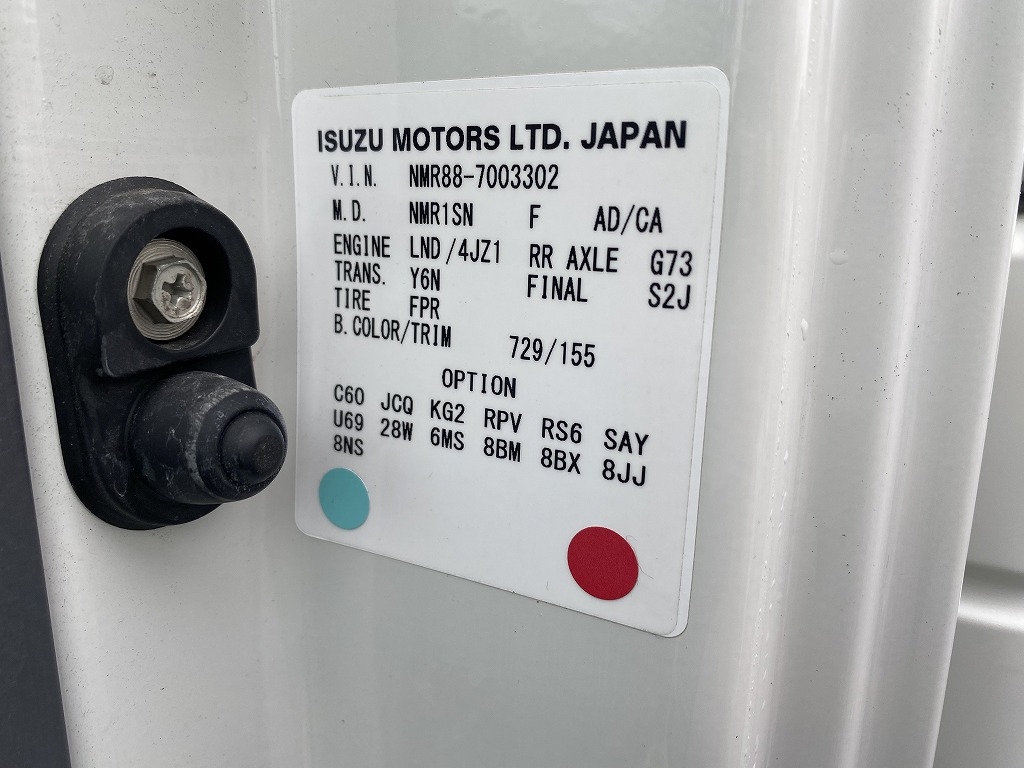 ISUZU MOTORS LTD. JAPAN
V.I.N. NMR88-7003302
M.D. NMR1SN F AD/CA
ENGINE LND/4JZ1 RR AXLE G73
TRANS. Y6N FINAL S2J
TIRE FPR
B.COLOR/TRIM 729/155
OPTION
C60 JCQ KG2 RPV RS6 SAY
U69 28W 6MS 8BM 8BX 8JJ
8NS